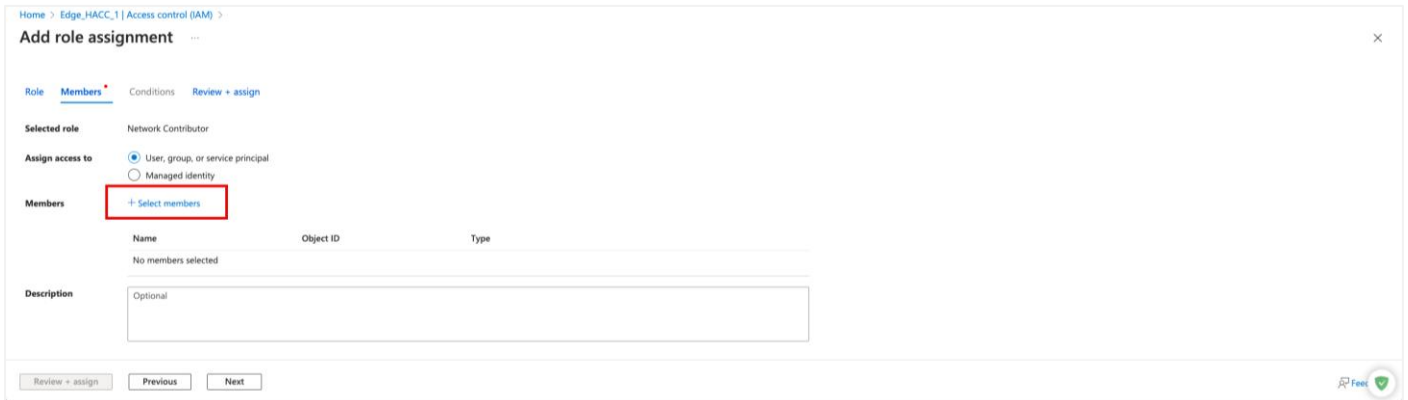 Home > Edge_HACC_1 | Access control (IAM) >
Add role assignment ...
Role Members Conditions Review + assign
Selected role Network Contributor
Assign access to User, group, or service principal
Managed identity
Members + Select members
Name Object ID Type
No members selected
Description Optional
Review + assign Previous Next